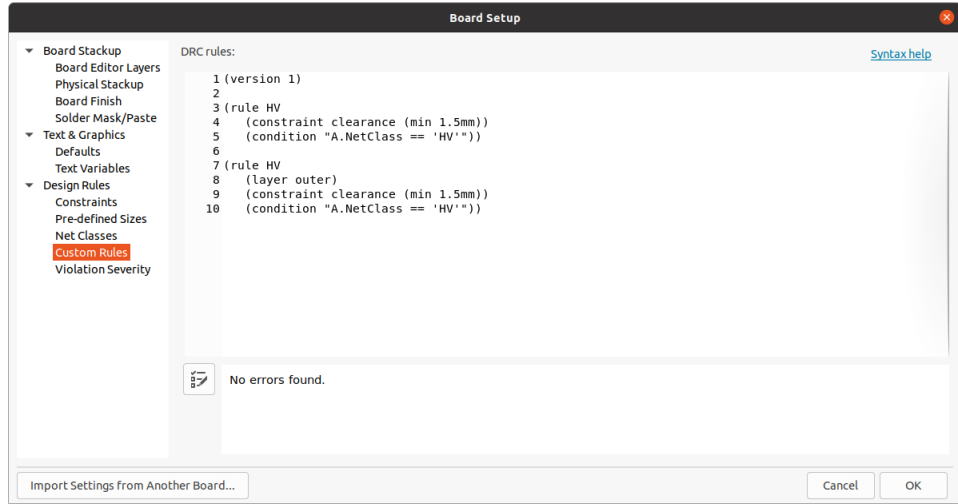 Board Setup
Board Stackup
Board Editor Layers
Physical Stackup
Board Finish
Solder Mask/Paste
Text & Graphics
Defaults
Text Variables
Design Rules
Constraints
Pre-defined Sizes
Net Classes
Custom Rules
Violation Severity
DRC rules:
Syntax help
1 (version 1)
2
3 (rule HV
4    (constraint clearance (min 1.5mm))
5    (condition "A.NetClass == 'HV'"))
6
7 (rule HV
8    (layer outer)
9    (constraint clearance (min 1.5mm))
10    (condition "A.NetClass == 'HV'"))
No errors found.
Import Settings from Another Board...
Cancel
OK